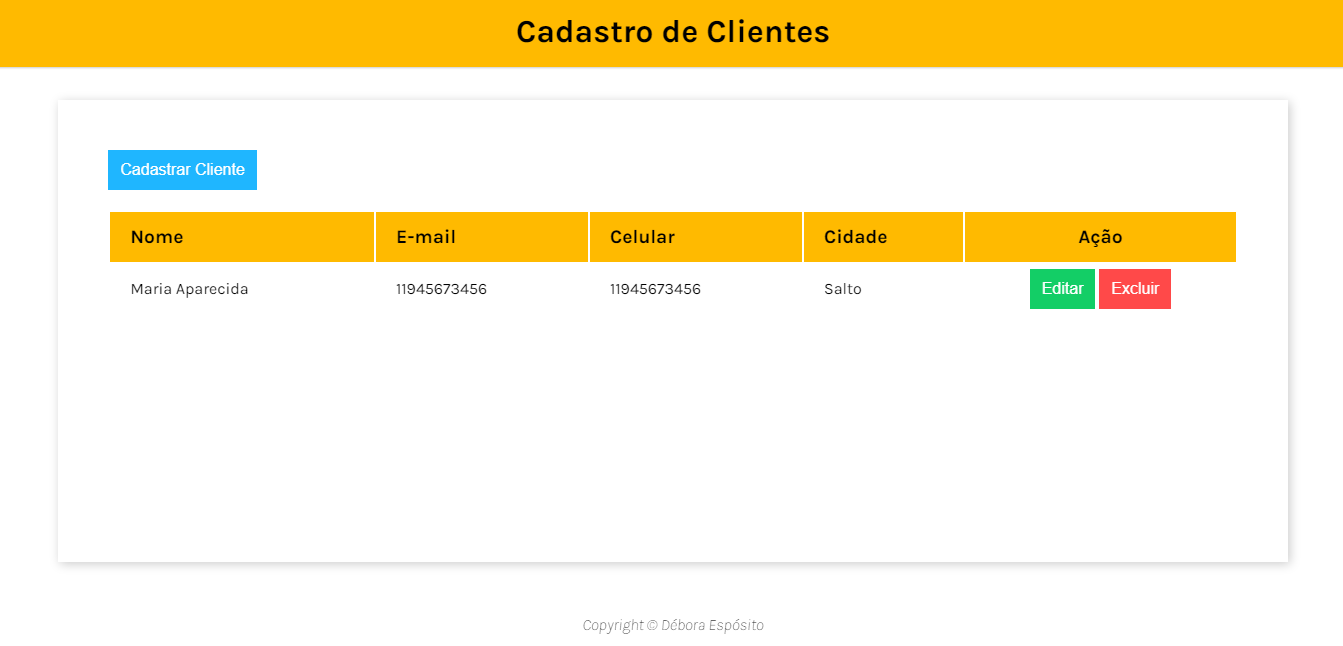 Cadastro de Clientes
Cadastrar Cliente
Nome E-mail Celular Cidade Ação
Maria Aparecida 11945673456 11945673456 Salto Editar Excluir
Copyright © Débora Espósito